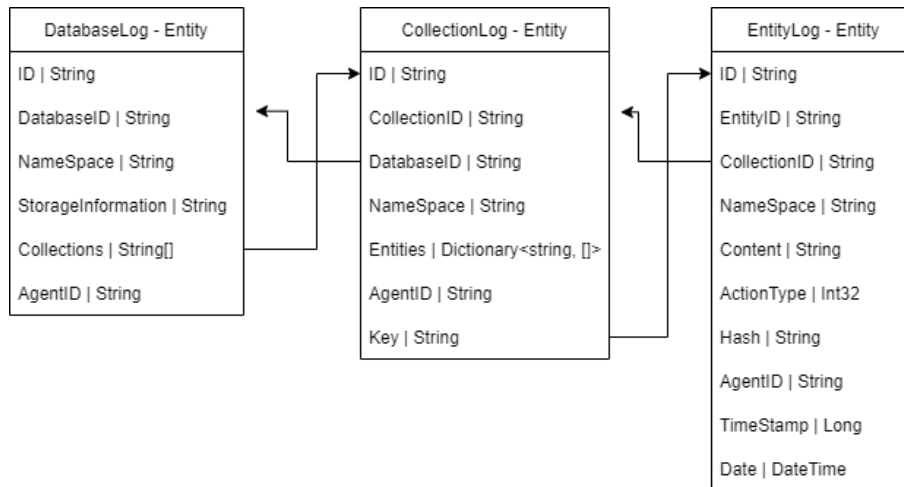 DatabaseLog - Entity
ID | String
DatabaseID | String
NameSpace | String
StorageInformation | String
Collections | String[]
AgentID | String
CollectionLog - Entity
ID | String
CollectionID | String
DatabaseID | String
NameSpace | String
Entities | Dictionary<string, []>
AgentID | String
Key | String
EntityLog - Entity
ID | String
EntityID | String
CollectionID | String
NameSpace | String
Content | String
ActionType | Int32
Hash | String
AgentID | String
TimeStamp | Long
Date | DateTime